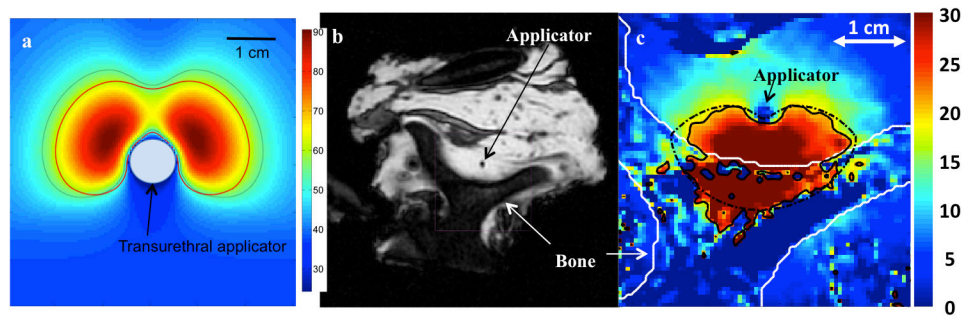 a
1 cm
Transurethral applicator
90
80
70
60
50
40
30
b
Applicator
Bone
c
1 cm
Applicator
30
25
20
15
10
5
0